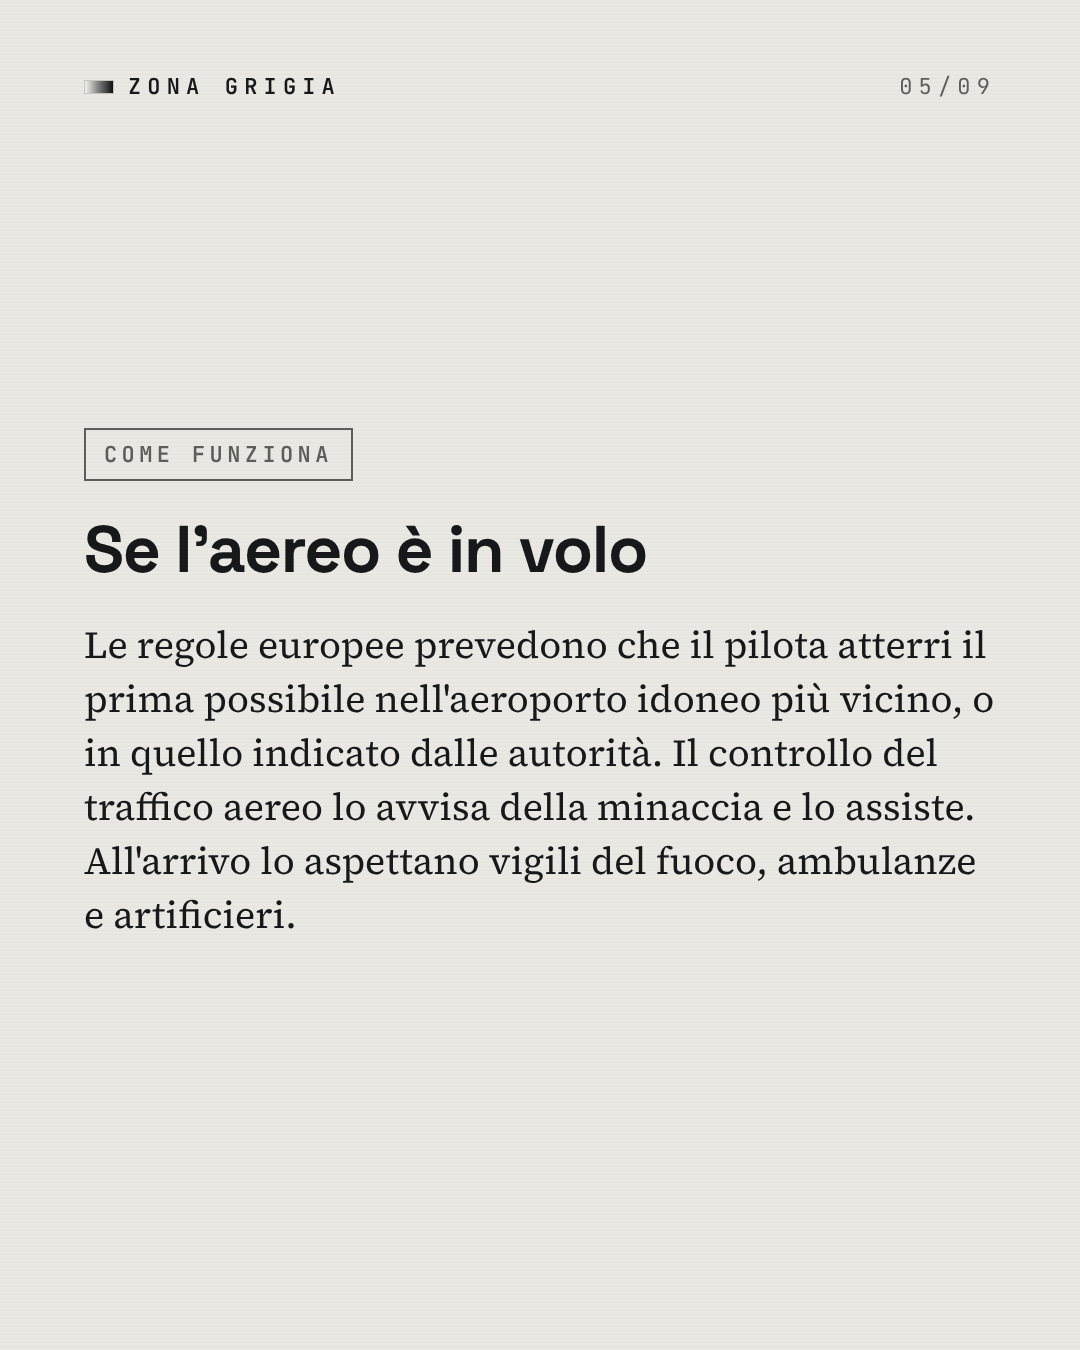 ZONA GRIGIA
05/09
COME FUNZIONA
Se l’aereo è in volo
Le regole europee prevedono che il pilota atterri il
prima possibile nell'aeroporto idoneo più vicino, o
in quello indicato dalle autorità. Il controllo del
traffico aereo lo avvisa della minaccia e lo assiste.
All'arrivo lo aspettano vigili del fuoco, ambulanze
e artificieri.